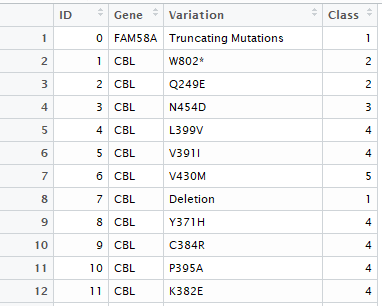 ID Gene Variation Class
1 0 FAM58A Truncating Mutations 1
2 1 CBL W802* 2
3 2 CBL Q249E 2
4 3 CBL N454D 3
5 4 CBL L399V 4
6 5 CBL V391I 4
7 6 CBL V430M 5
8 7 CBL Deletion 1
9 8 CBL Y371H 4
10 9 CBL C384R 4
11 10 CBL P395A 4
12 11 CBL K382E 4